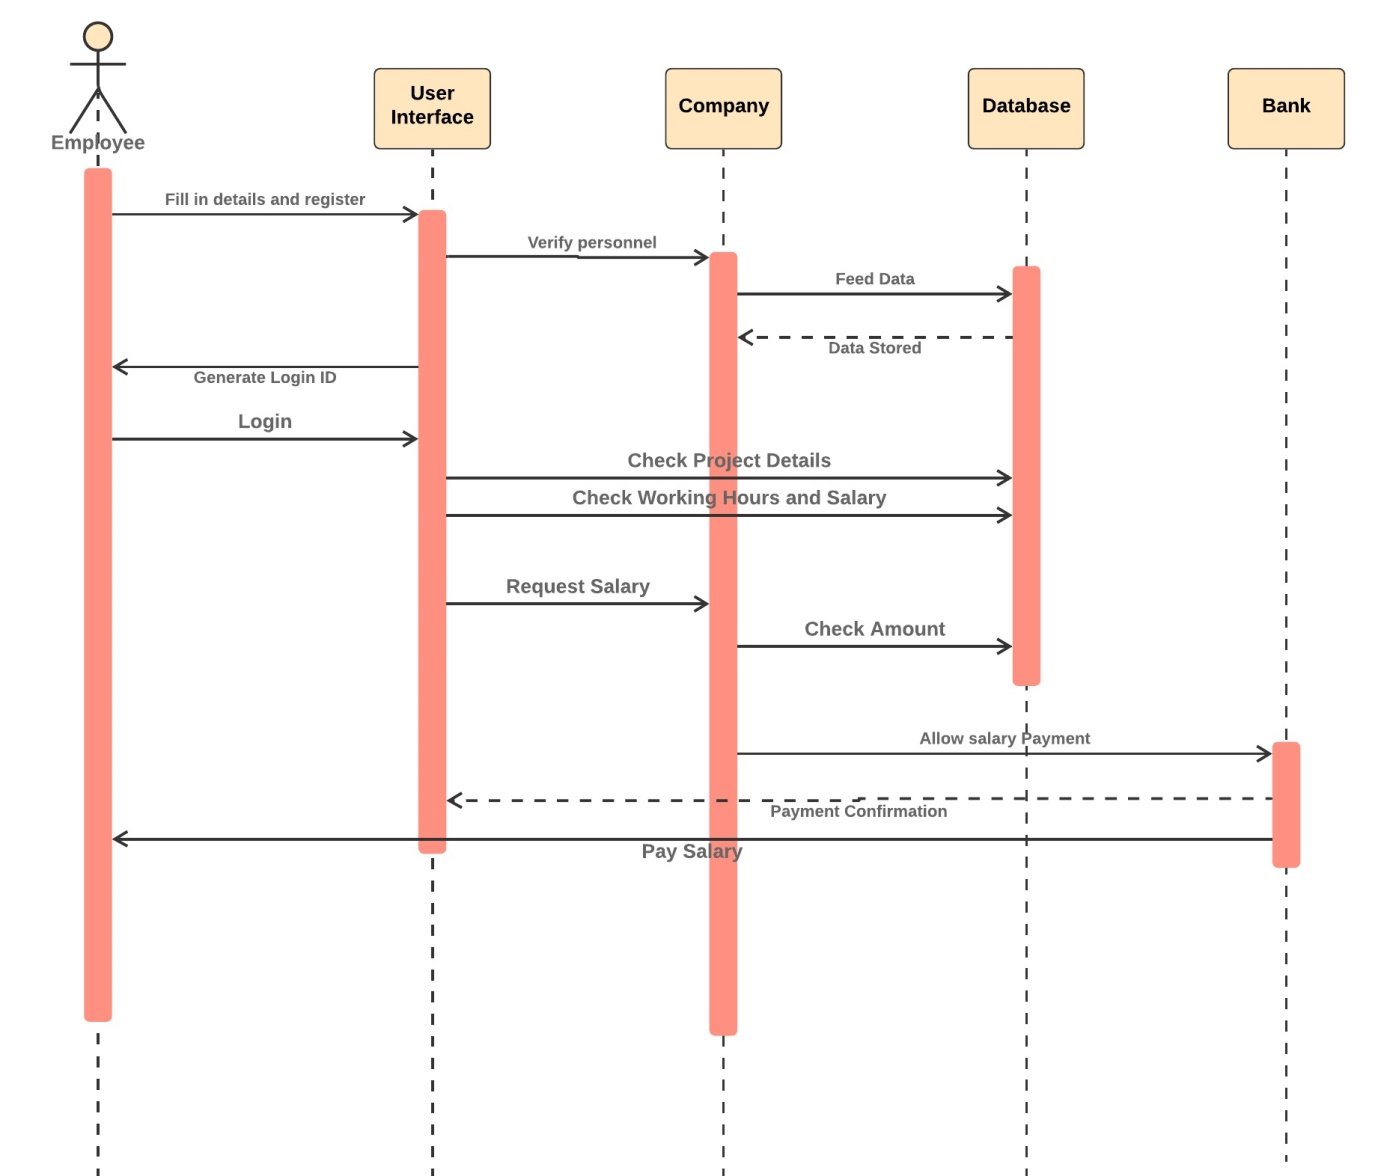 User
Interface
Company
Database
Bank
Employee
Fill in details and register
Verify personnel
Feed Data
Data Stored
Generate Login ID
Login
Check Project Details
Check Working Hours and Salary
Request Salary
Check Amount
Allow salary Payment
Payment Confirmation
Pay Salary